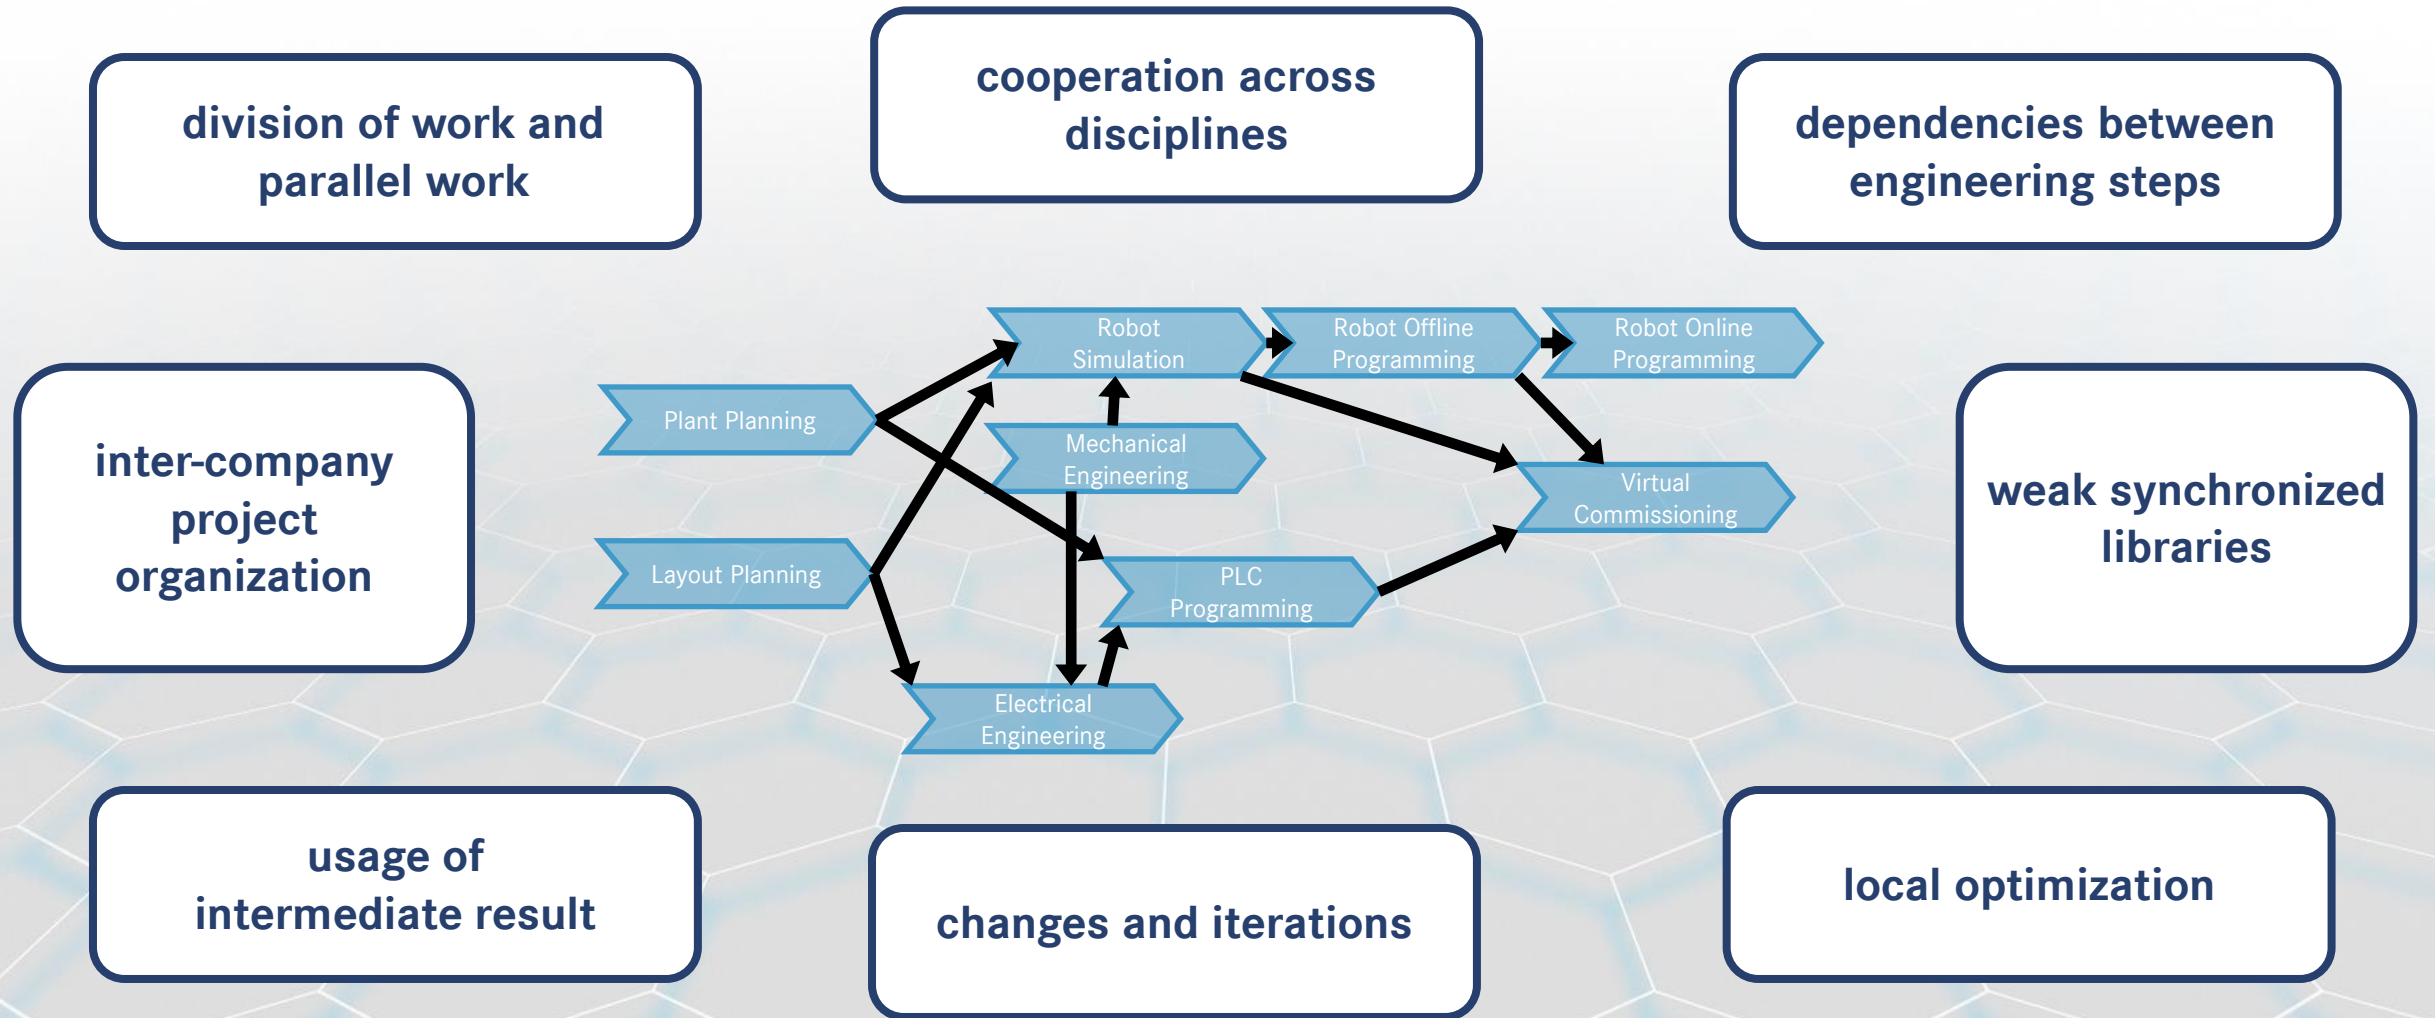 division of work and
parallel work
cooperation across
disciplines
dependencies between
engineering steps
inter-company
project
organization
Robot
Simulation
Robot Offline
Programming
Robot Online
Programming
Plant Planning
Mechanical
Engineering
Virtual
Commissioning
Layout Planning
PLC
Programming
Electrical
Engineering
weak synchronized
libraries
usage of
intermediate result
changes and iterations
local optimization